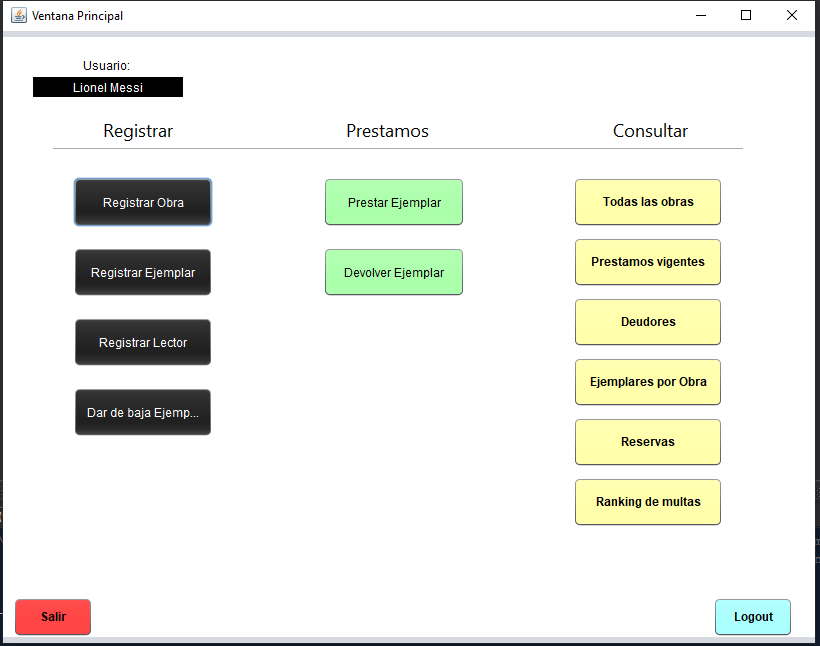 Ventana Principal
Usuario:
Lionel Messi
Registrar
Prestamos
Consultar
Registrar Obra
Registrar Ejemplar
Registrar Lector
Dar de baja Ejemp...
Prestar Ejemplar
Devolver Ejemplar
Todas las obras
Prestamos vigentes
Deudores
Ejemplares por Obra
Reservas
Ranking de multas
Salir
Logout